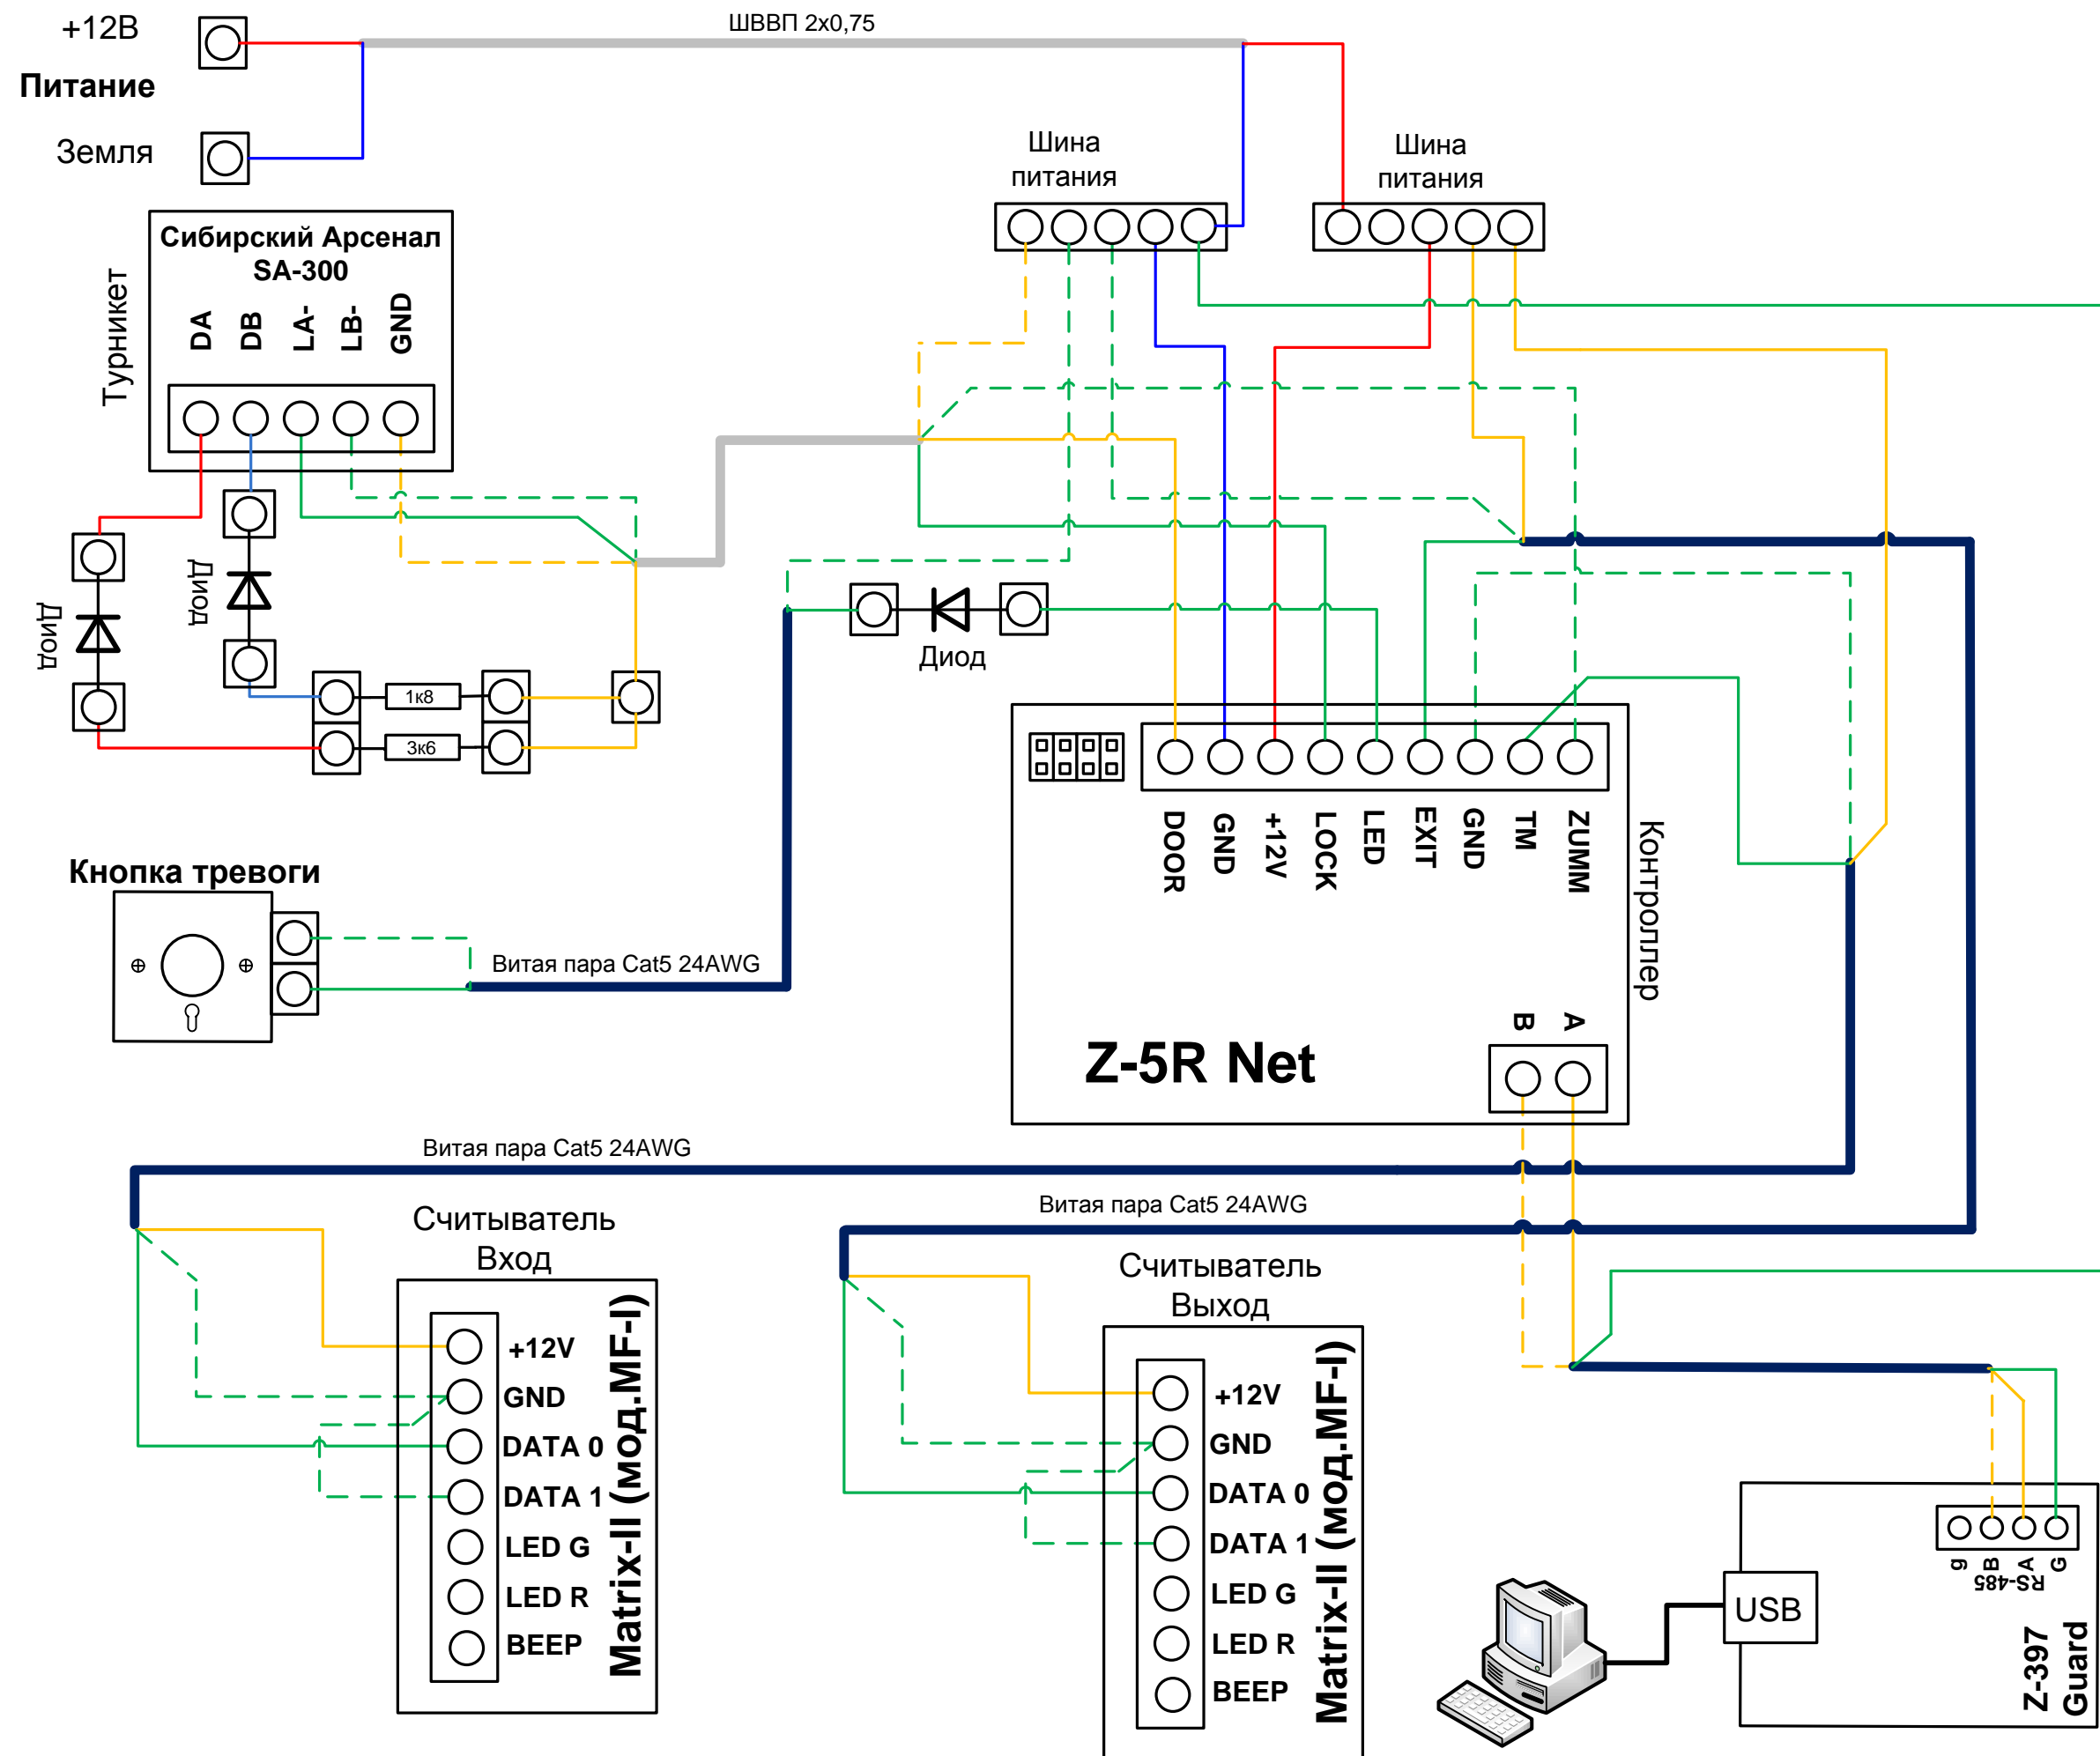 +12В
ШВВП 2х0,75
Питание
Земля
Шина
питания
Шина
питания
Турникет
Сибирский Арсенал
SA-300
DA
DB
LA-
LB-
GND
Диод
Диод
Диод
1к8
3к6
DOOR
GND
+12V
LOCK
LED
EXIT
GND
TM
ZUMM
Контроллер
B
A
Z-5R Net
Кнопка тревоги
Витая пара Cat5 24AWG
Витая пара Cat5 24AWG
Витая пара Cat5 24AWG
Считыватель
Вход
+12V
GND
DATA 0
DATA 1
LED G
LED R
BEEP
Matrix-II (мод.MF-I)
Считыватель
Выход
+12V
GND
DATA 0
DATA 1
LED G
LED R
BEEP
Matrix-II (мод.MF-I)
g
B
A
G
RS-485
USB
Z-397
Guard